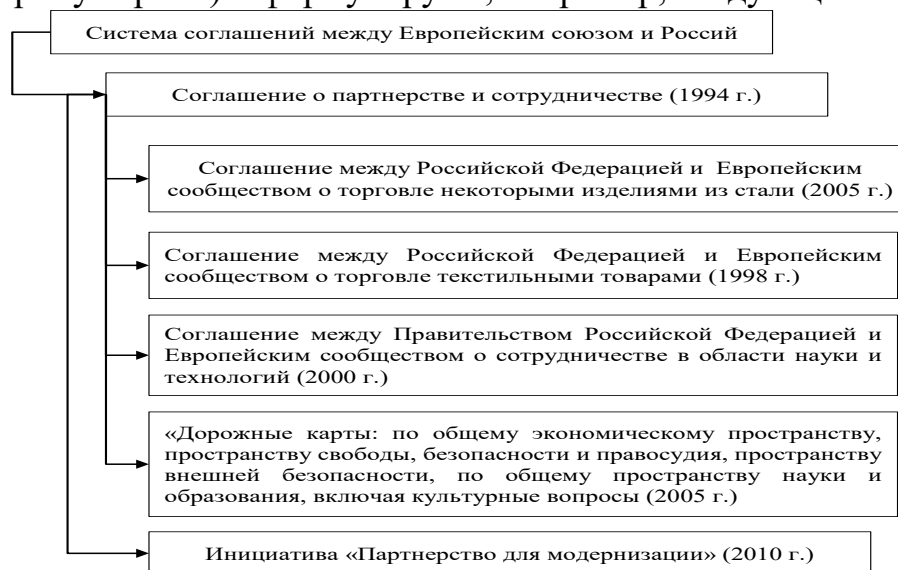 Система соглашений между Европейским союзом и Россий
Соглашение о партнерстве и сотрудничестве (1994 г.)
Соглашение между Российской Федерацией и Европейским
сообществом о торговле некоторыми изделиями из стали (2005 г.)
Соглашение между Российской Федерацией и Европейским
сообществом о торговле текстильными товарами (1998 г.)
Соглашение между Правительством Российской Федерацией и
Европейским сообществом о сотрудничестве в области науки и
технологий (2000 г.)
«Дорожные карты: по общему экономическому пространству,
пространству свободы, безопасности и правосудия, пространству
внешней безопасности, по общему пространству науки и
образования, включая культурные вопросы (2005 г.)
Инициатива «Партнерство для модернизации» (2010 г.)